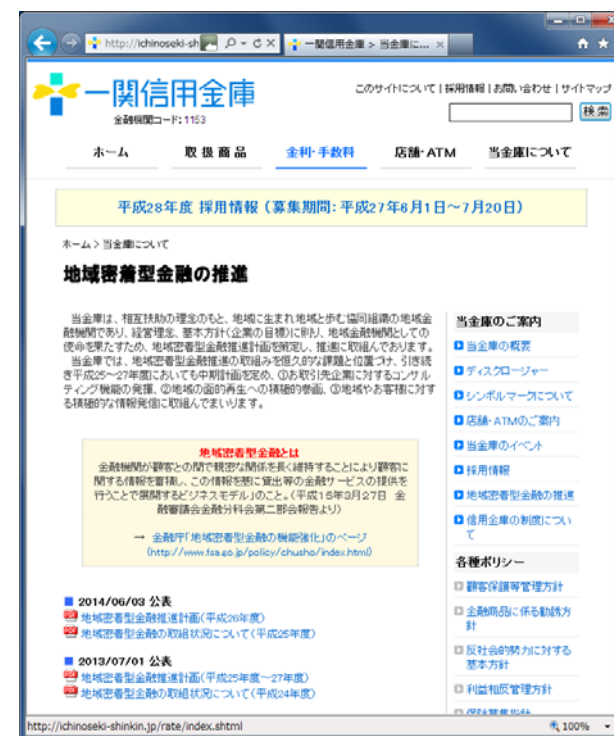 http://ichinoseki-sh
一関信用金庫 > 当金庫に...
一関信用金庫
金融機関コード: 1153
このサイトについて | 採用情報 | お問い合わせ | サイトマップ
検索
ホーム 取扱商品 金利・手数料 店舗・ATM 当金庫について
平成28年度 採用情報 (募集期間: 平成27年6月1日～7月20日)
ホーム > 当金庫について
地域密着型金融の推進
当金庫は、相互扶助の理念のもと、地域に生まれ地域と歩む協同組織の地域金
融機関であり、経営理念、基本方針(企業の目標)に則り、地域金融機関としての
使命を果たすため、地域密着型金融推進計画を策定し、推進に取組んでおります。
当金庫では、地域密着型金融推進の取組みを恒久的な課題と位置づけ、引き続
き平成25～27年度においても中期計画を定め、①お取引先企業に対するコンサル
ティング機能の発揮、②地域の面的再生への積極的参画、③地域やお客様に対す
る積極的な情報発信に取組んでまいります。
地域密着型金融とは
金融機関が顧客との間で親密な関係を長く維持することにより顧客に
関する情報を蓄積し、この情報を基に貸出等の金融サービスの提供を
行うことで展開するビジネスモデル」のこと。(平成15年3月27日 金
融審議会金融分科会第二部会報告より)
→ 金融庁「地域密着型金融の機能強化」のページ
(http://www.fsa.go.jp/policy/chusho/index.html)
2014/06/03 公表
地域密着型金融推進計画(平成26年度)
地域密着型金融の取組状況について(平成25年度)
2013/07/01 公表
地域密着型金融推進計画(平成25年度～27年度)
地域密着型金融の取組状況について(平成24年度)
当金庫のご案内
当金庫の概要
ディスクロージャー
シンボルマークについて
店舗・ATMのご案内
当金庫のイベント
採用情報
地域密着型金融の推進
信用金庫の制度につい
て
各種ポリシー
顧客保護等管理方針
金融商品に係る勧誘方
針
反社会的勢力に対する
基本方針
利益相反管理方針
http://ichinoseki-shinkin.jp/rate/index.shtml
100%